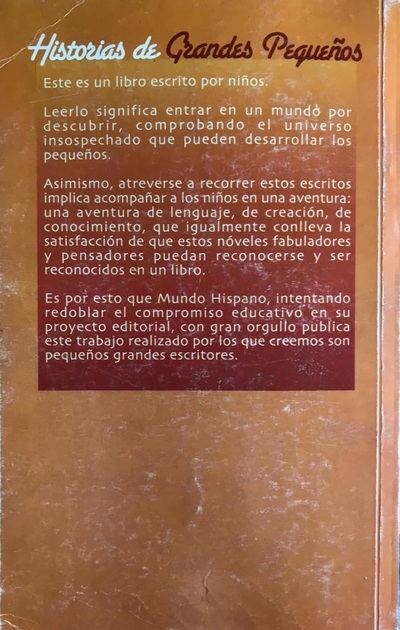 Historias de Grandes Pequeños
Este es un libro escrito por niños.
Leerlo significa entrar en un mundo por
descubrir, comprobando el universo
insospechado que pueden desarrollar los
pequeños.
Asimismo, atreverse a recorrer estos escritos
implica acompañar a los niños en una aventura:
una aventura de lenguaje, de creación, de
conocimiento, que igualmente conlleva la
satisfacción de que estos nóveles fabuladores
y pensadores puedan reconocerse y ser
reconocidos en un libro.
Es por esto que Mundo Hispano, intentando
redoblar el compromiso educativo en su
proyecto editorial, con gran orgullo publica
este trabajo realizado por los que creemos son
pequeños grandes escritores.